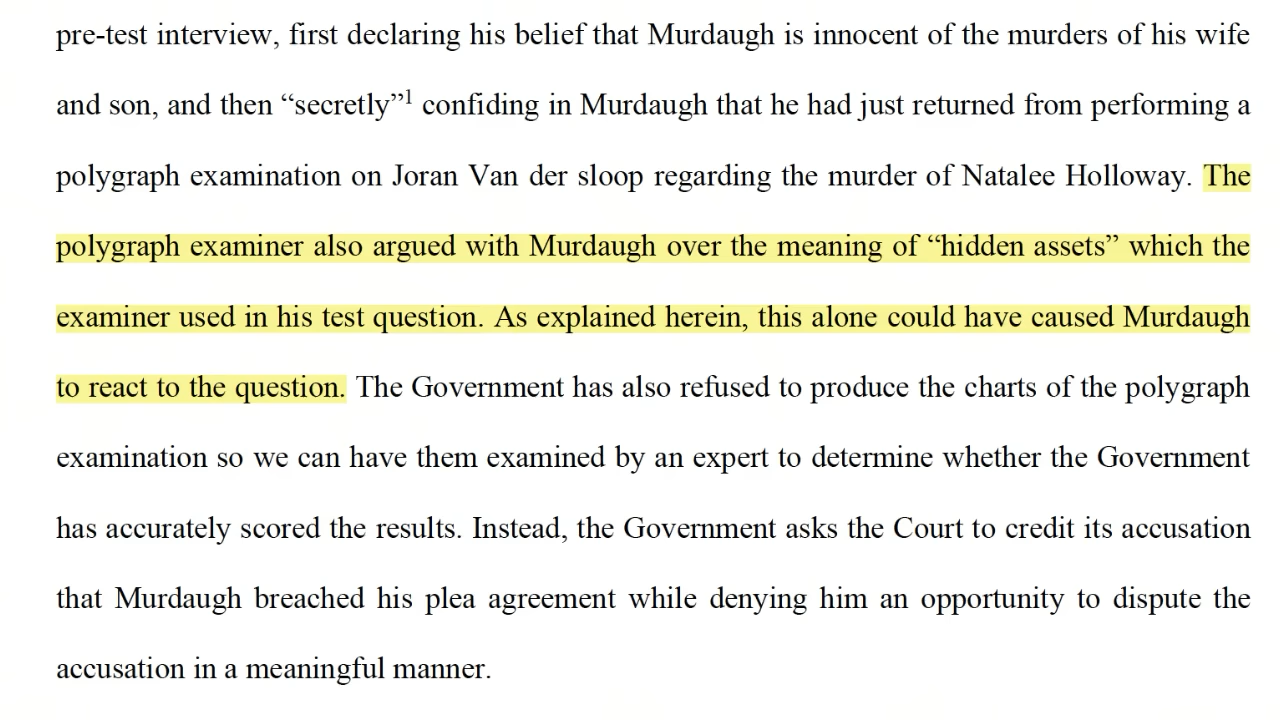 pre-test interview, first declaring his belief that Murdaugh is innocent of the murders of his wife
and son, and then “secretly”¹ confiding in Murdaugh that he had just returned from performing a
polygraph examination on Joran Van der sloop regarding the murder of Natalee Holloway. The
polygraph examiner also argued with Murdaugh over the meaning of “hidden assets” which the
examiner used in his test question. As explained herein, this alone could have caused Murdaugh
to react to the question. The Government has also refused to produce the charts of the polygraph
examination so we can have them examined by an expert to determine whether the Government
has accurately scored the results. Instead, the Government asks the Court to credit its accusation
that Murdaugh breached his plea agreement while denying him an opportunity to dispute the
accusation in a meaningful manner.